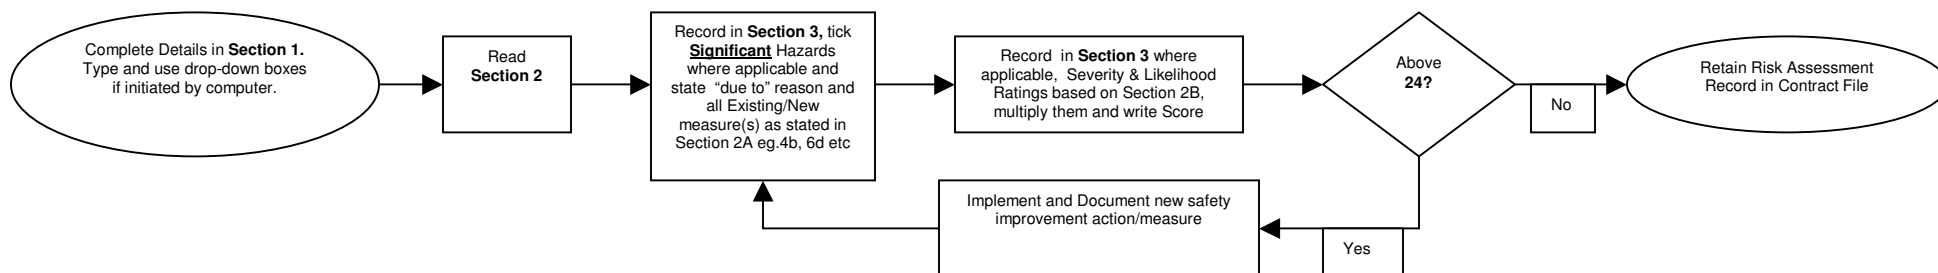 Complete Details in Section 1.
Type and use drop-down boxes
if initiated by computer.
Read
Section 2
Record in Section 3, tick
Significant Hazards
where applicable and
state "due to" reason and
all Existing/New
measure(s) as stated in
Section 2A eg.4b, 6d etc
Record in Section 3 where
applicable, Severity & Likelihood
Ratings based on Section 2B,
multiply them and write Score
Above
24?
No
Retain Risk Assessment
Record in Contract File
Implement and Document new safety
improvement action/measure
Yes